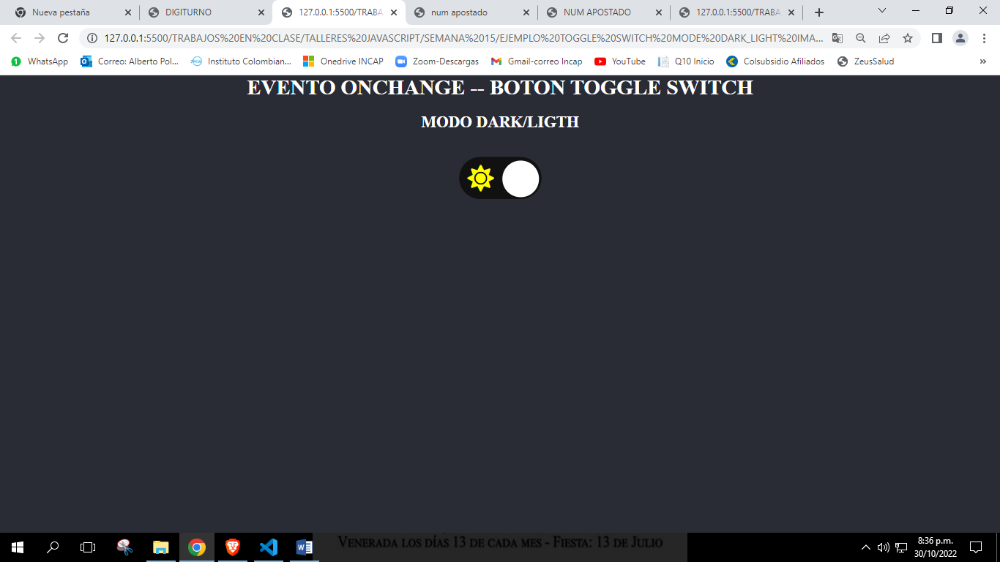 Nueva pestaña
DIGITURNO
127.0.0.1:5500/TRABA
num apostado
NUM APOSTADO
127.0.0.1:5500/TRABA
127.0.0.1:5500/TRABAJOS%20EN%20CLASE/TALLERES%20JAVASCRIPT/SEMANA%2015/EJEMPLO%20TOGGLE%20SWITCH%20MODE%20DARK_LIGHT%20IMA...
1 WhatsApp
Correo: Alberto Pol...
Instituto Colombian...
Onedrive INCAP
Zoom-Descargas
Gmail-correo Incap
YouTube
Q10 Inicio
Colsubsidio Afiliados
ZeusSalud
»
EVENTO ONCHANGE -- BOTON TOGGLE SWITCH
MODO DARK/LIGTH
Venerada los días 13 de cada mes - Fiesta: 13 de Julio
8:36 p.m.
30/10/2022